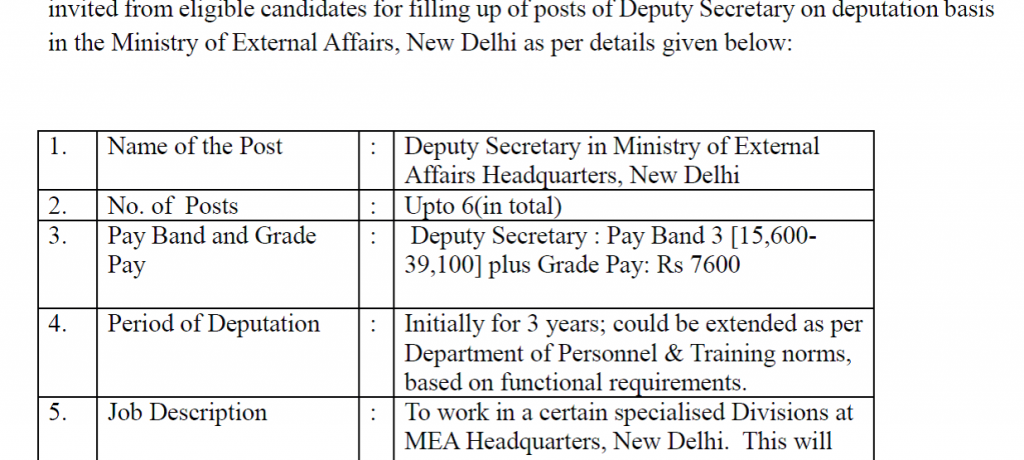 invited from eligible candidates for filling up of posts of Deputy Secretary on deputation basis
in the Ministry of External Affairs, New Delhi as per details given below:
1. Name of the Post : Deputy Secretary in Ministry of External
Affairs Headquarters, New Delhi
2. No. of Posts : Upto 6(in total)
3. Pay Band and Grade : Deputy Secretary : Pay Band 3 [15,600-
Pay 39,100] plus Grade Pay: Rs 7600
4. Period of Deputation : Initially for 3 years; could be extended as per
Department of Personnel & Training norms,
based on functional requirements.
5. Job Description : To work in a certain specialised Divisions at
MEA Headquarters, New Delhi. This will